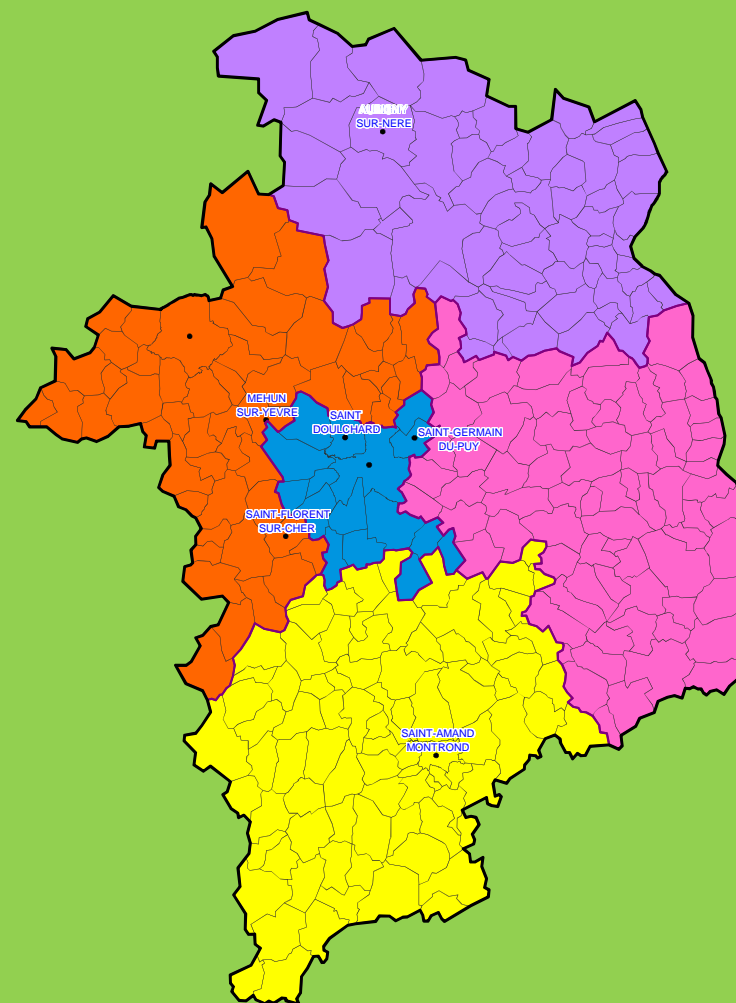 AUBIGNY
SUR-NERE
MEHUN
SUR-YEVRE
SAINT
DOULCHARD
SAINT-GERMAIN
DU-PUY
SAINT-FLORENT
SUR-CHER
SAINT-AMAND
MONTROND